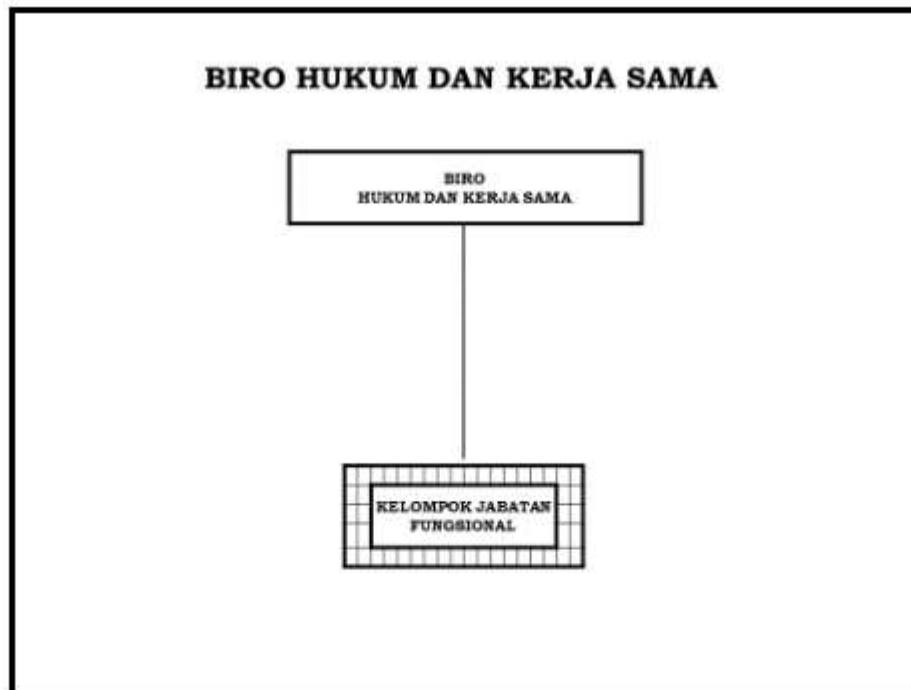 BIRO HUKUM DAN KERJA SAMA
BIRO
HUKUM DAN KERJA SAMA
KELOMPOK JABATAN
FUNGSIONAL